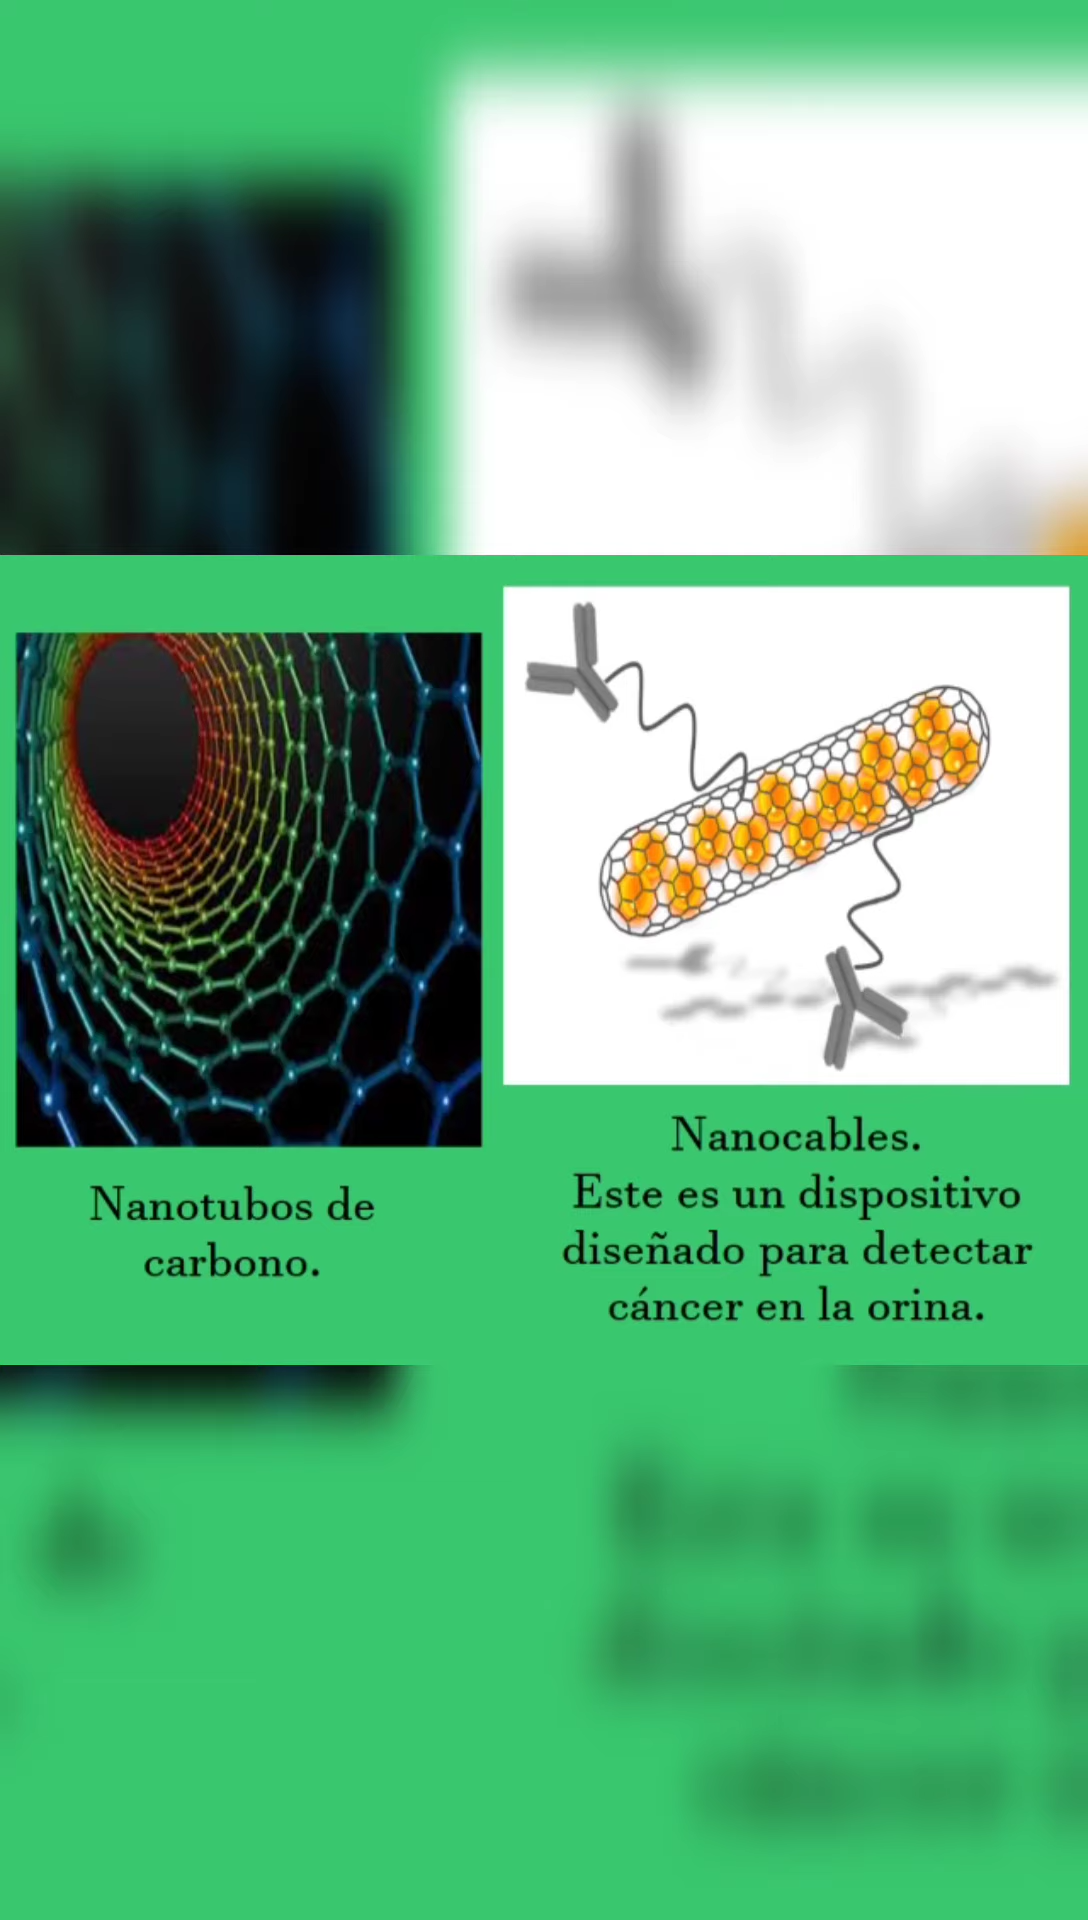 Nanotubos de
carbono.
Nanocables.
Este es un dispositivo
diseñado para detectar
cáncer en la orina.